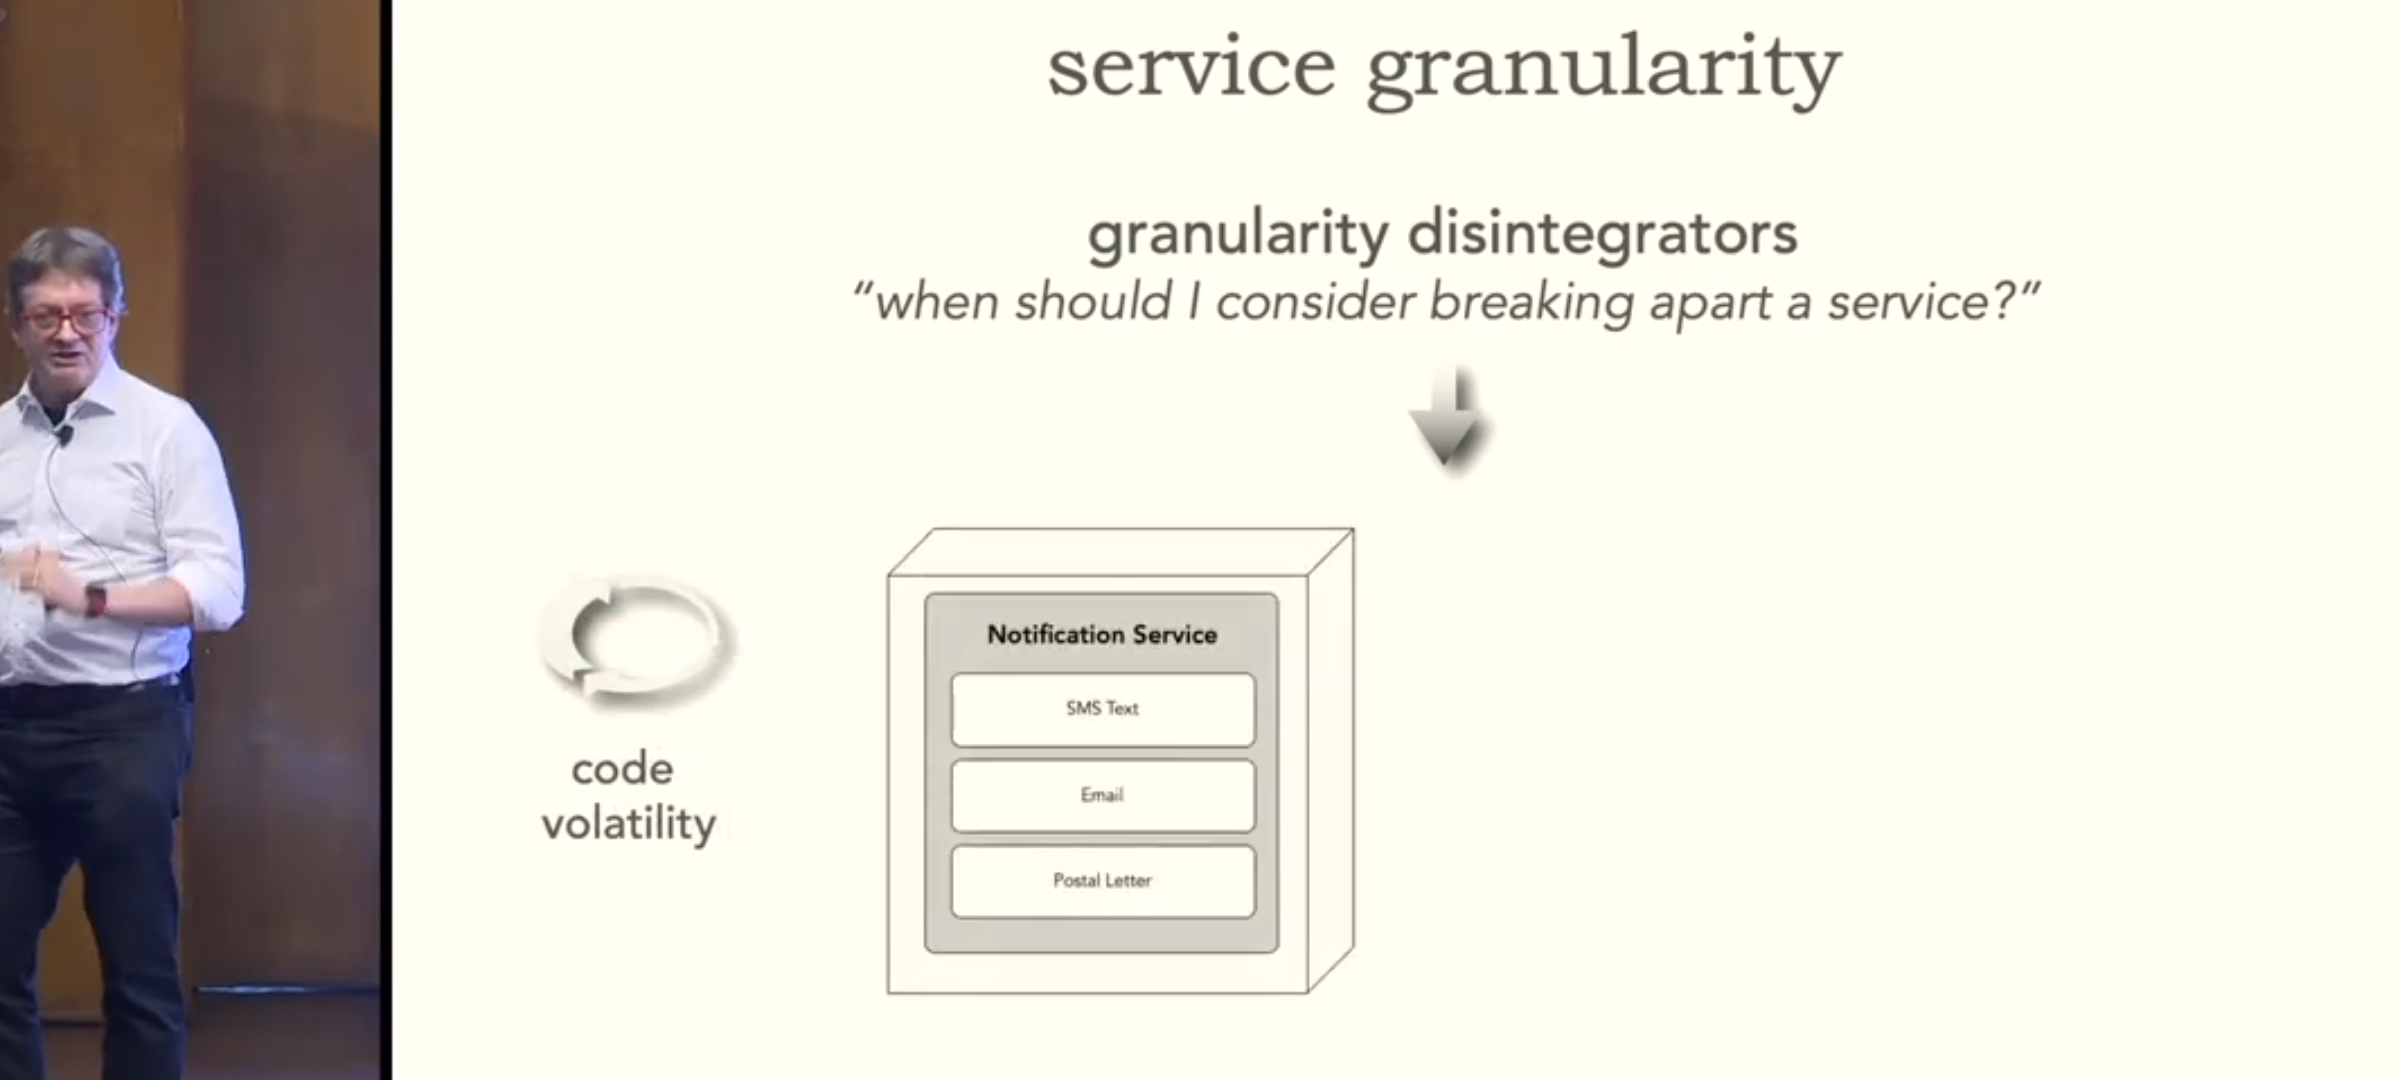 service granularity
granularity disintegrators
“when should I consider breaking apart a service?”
code
volatility
Notification Service
SMS Text
Email
Postal Letter